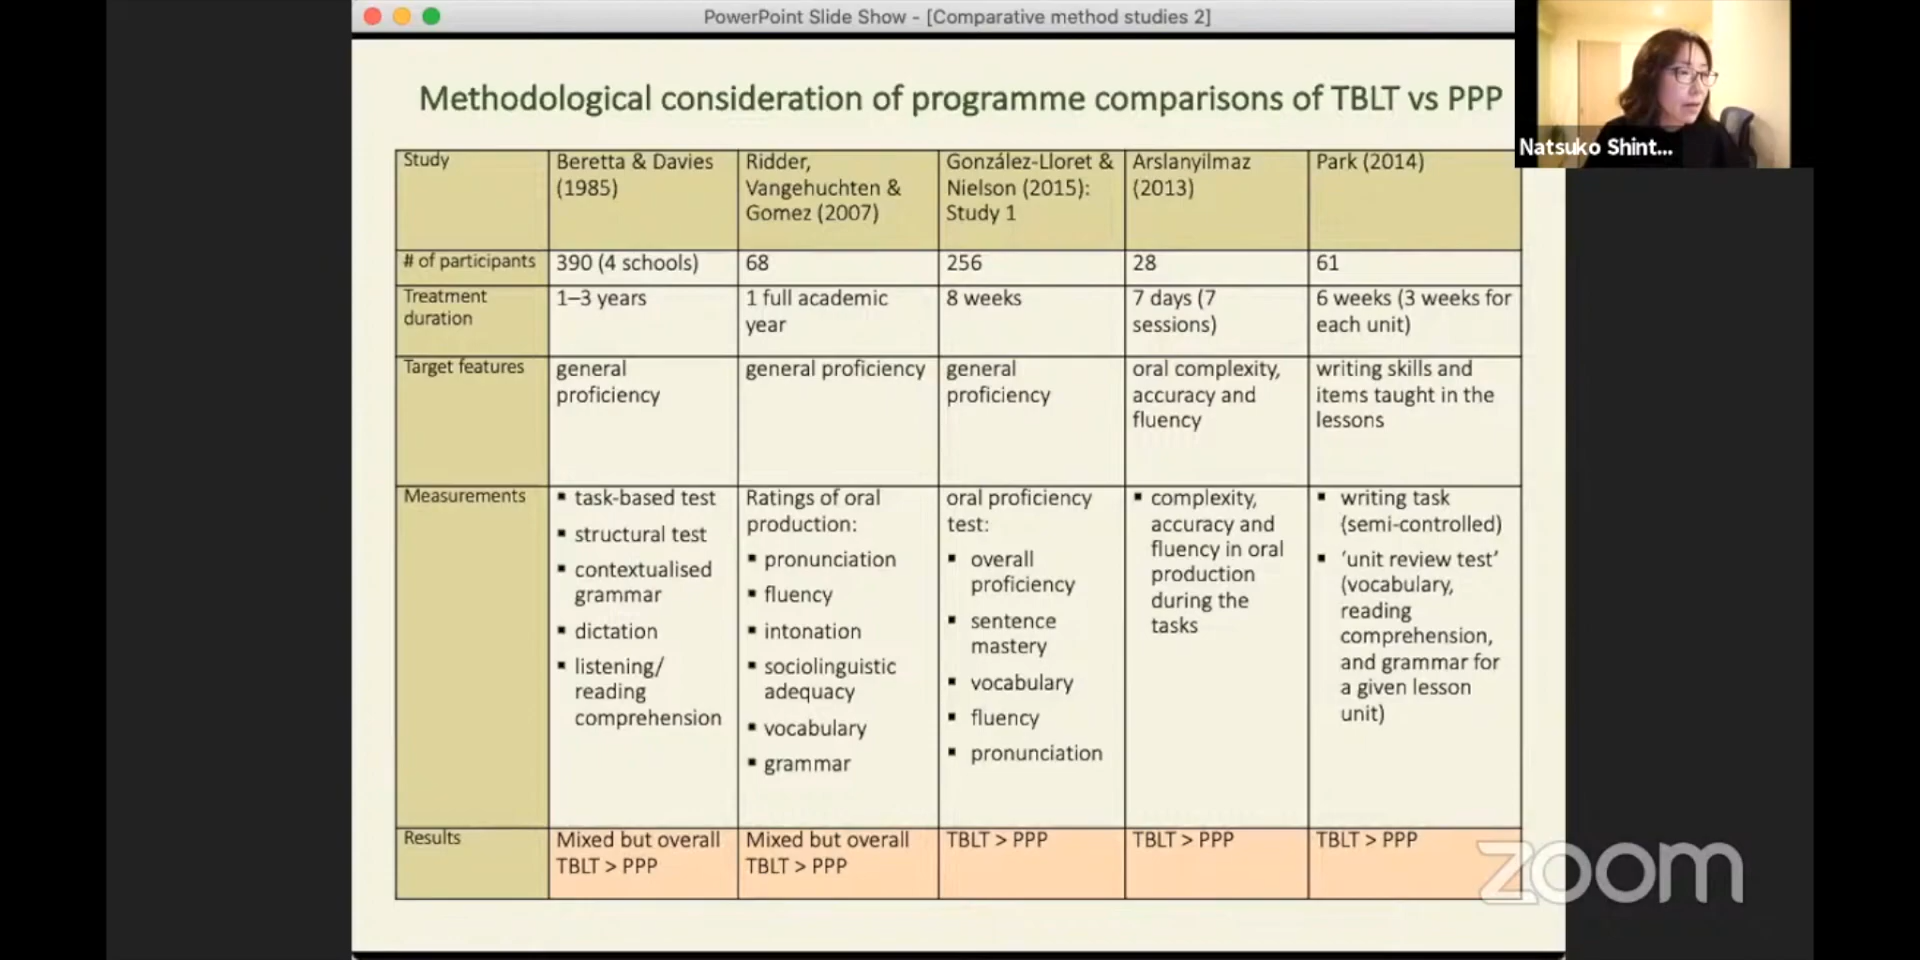 PowerPoint Slide Show - [Comparative method studies 2]
Natsuko Shint...
Methodological consideration of programme comparisons of TBLT vs PPP
Study
Beretta & Davies
(1985)
Ridder,
Vangehuchten &
Gomez (2007)
González-Lloret &
Nielson (2015):
Study 1
Arslanyilmaz
(2013)
Park (2014)
# of participants
390 (4 schools)
68
256
28
61
Treatment
duration
1–3 years
1 full academic
year
8 weeks
7 days (7
sessions)
6 weeks (3 weeks for
each unit)
Target features
general
proficiency
general proficiency
general
proficiency
oral complexity,
accuracy and
fluency
writing skills and
items taught in the
lessons
Measurements
▪ task-based test
▪ structural test
▪ contextualised
grammar
▪ dictation
▪ listening/
reading
comprehension
Ratings of oral
production:
▪ pronunciation
▪ fluency
▪ intonation
▪ sociolinguistic
adequacy
▪ vocabulary
▪ grammar
oral proficiency
test:
▪ overall
proficiency
▪ sentence
mastery
▪ vocabulary
▪ fluency
▪ pronunciation
▪ complexity,
accuracy and
fluency in oral
production
during the
tasks
▪ writing task
(semi-controlled)
▪ ‘unit review test’
(vocabulary,
reading
comprehension,
and grammar for
a given lesson
unit)
Results
Mixed but overall
TBLT > PPP
Mixed but overall
TBLT > PPP
TBLT > PPP
TBLT > PPP
TBLT > PPP
zoom